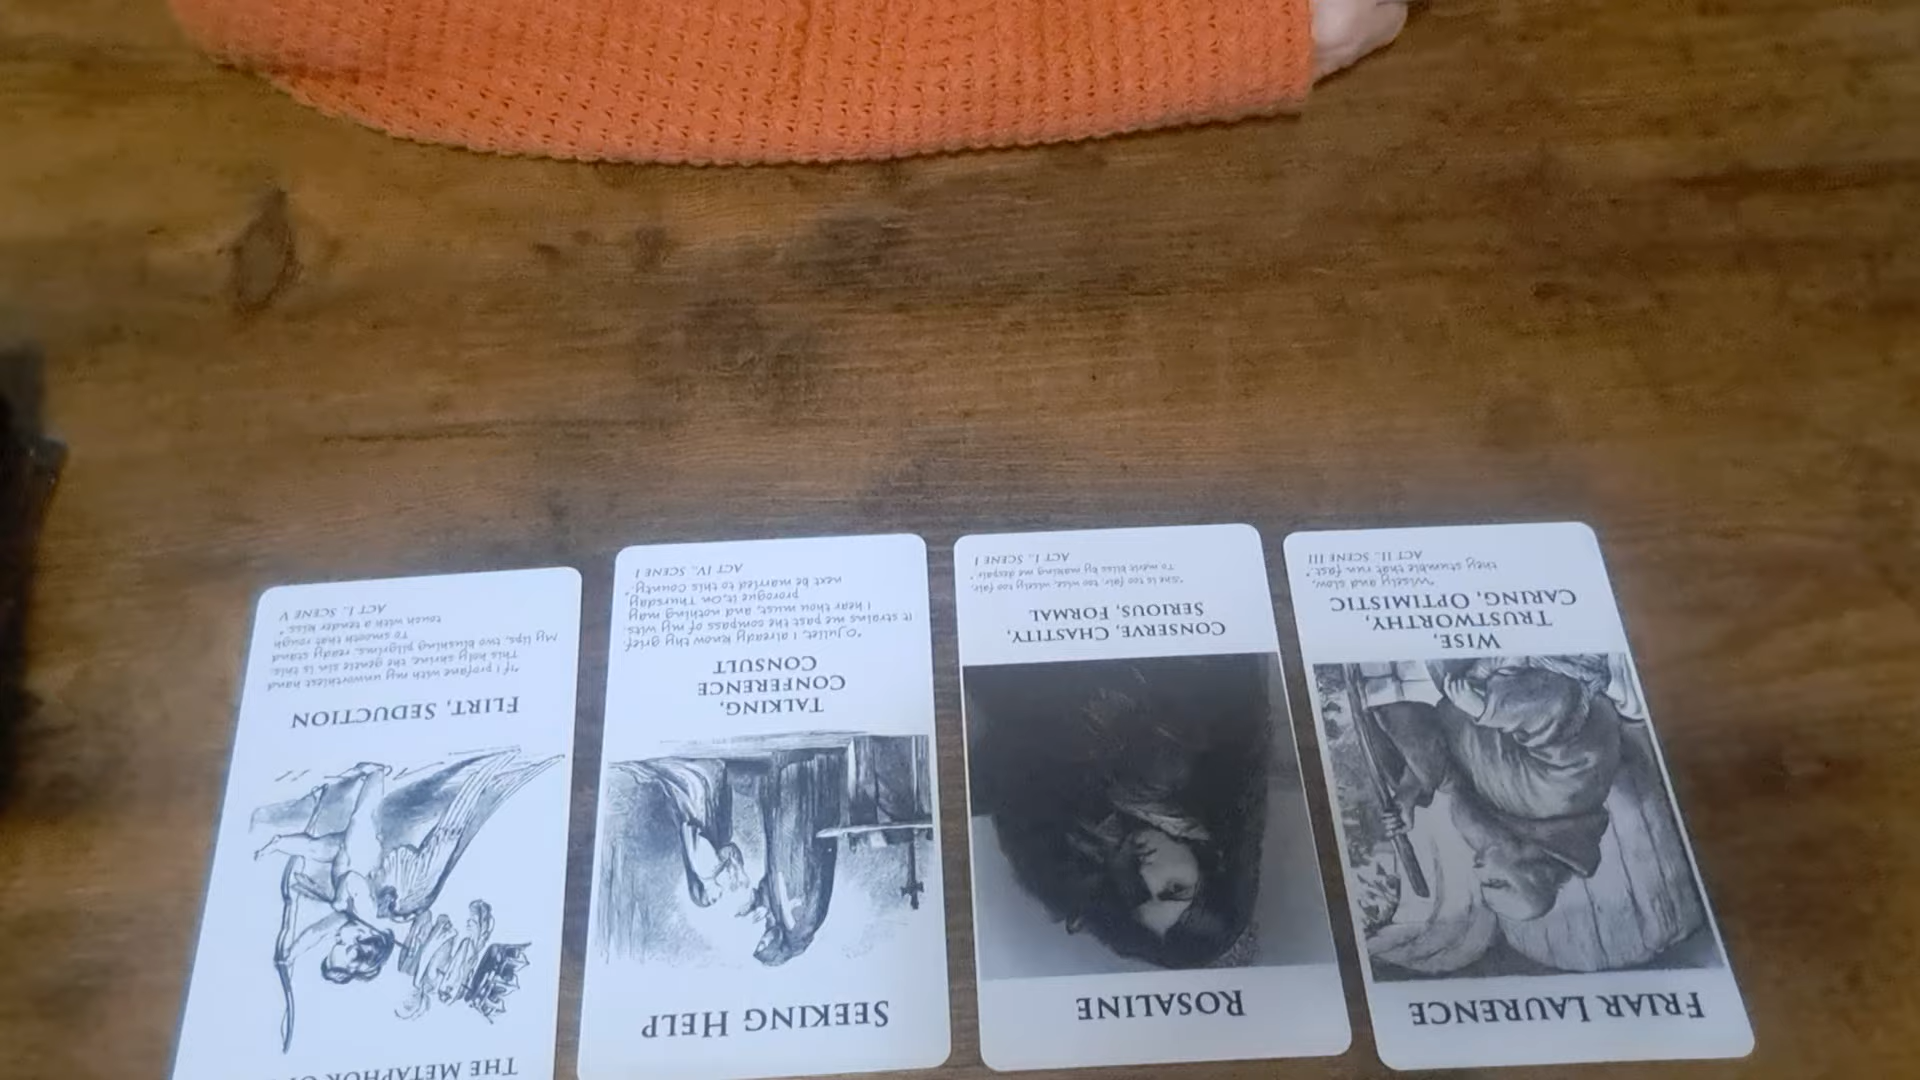 FRIAR LAURENCE
WISE,
TRUSTWORTHY,
CARING, OPTIMISTIC
"Wisely and slow,
they stumble that run fast."
ACT II., SCENE III
ROSALINE
CONSERVE, CHASTITY,
SERIOUS, FORMAL
"She is too fair, too wise, wisely too fair,
To merit bliss by making me despair."
ACT I., SCENE I
SEEKING HELP
TALKING,
CONFERENCE
CONSULT
"O Juliet, I already know thy grief,
It strains me past the compass of my wits.
I hear thou must, and nothing may
prorogue it, On Thursday
next be married to this County."
ACT IV., SCENE I
THE METAPHOR
FLIRT, SEDUCTION
"If I profane with my unworthiest hand
This holy shrine, the gentle sin is this:
My lips, two blushing pilgrims, ready stand
To smooth that rough
touch with a tender kiss."
ACT I., SCENE V